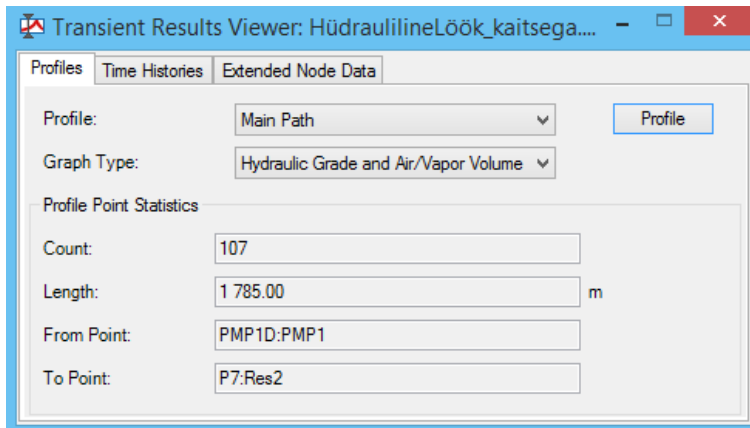 Transient Results Viewer: HüdraulilineLöök_kaitsega....
Profiles Time Histories Extended Node Data
Profile: Main Path Profile
Graph Type: Hydraulic Grade and Air/Vapor Volume
Profile Point Statistics
Count: 107
Length: 1 785.00 m
From Point: PMP1D:PMP1
To Point: P7:Res2